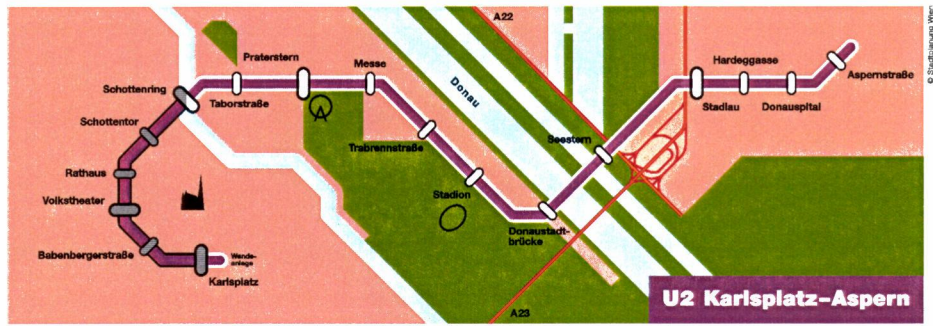 A22
© Stadtplanung Wien
Praterstern
Messe
Hardeggasse
Aspernstraße
Schottenring
Taborstraße
Donau
Stadlau
Donauspital
Schottentor
Trabrennstraße
Seestern
Rathaus
Stadion
Volkstheater
Donaustadt-
brücke
Babenbergerstraße
Wende-
anlage
Karlsplatz
U2 Karlsplatz–Aspern
A23